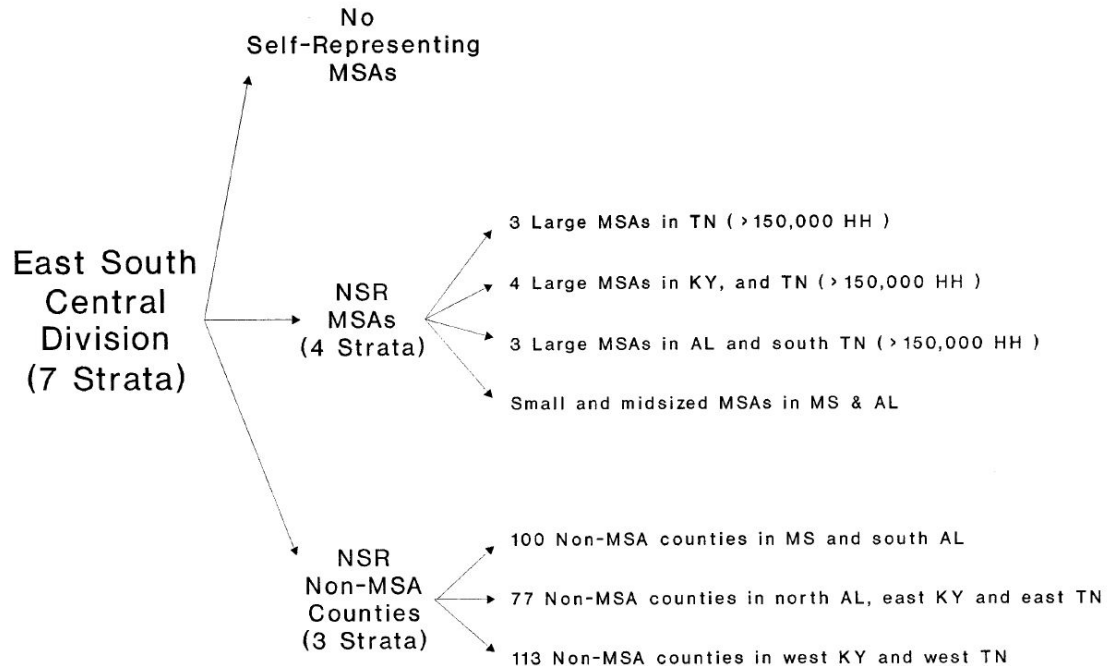 No
Self-Representing
MSAs
East South
Central
Division
(7 Strata)
NSR
MSAs
(4 Strata)
3 Large MSAs in TN (>150,000 HH)
4 Large MSAs in KY, and TN (>150,000 HH)
3 Large MSAs in AL and south TN (>150,000 HH)
Small and midsized MSAs in MS & AL
NSR
Non-MSA
Counties
(3 Strata)
100 Non-MSA counties in MS and south AL
77 Non-MSA counties in north AL, east KY and east TN
113 Non-MSA counties in west KY and west TN